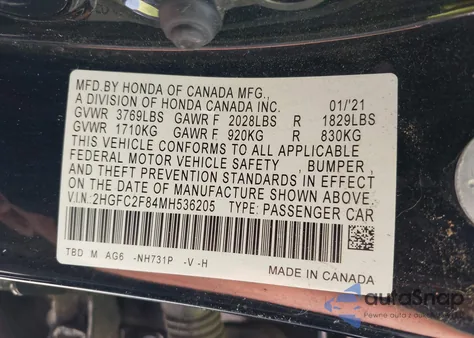 MFD.BY HONDA OF CANADA MFG.,
A DIVISION OF HONDA CANADA INC. 01/'21
GVWR 3769LBS GAWR F 2028LBS R 1829LBS
GVWR 1710KG GAWR F 920KG R 830KG
THIS VEHICLE CONFORMS TO ALL APPLICABLE
FEDERAL MOTOR VEHICLE SAFETY , BUMPER,
AND THEFT PREVENTION STANDARDS IN EFFECT
ON THE DATE OF MANUFACTURE SHOWN ABOVE.
V.I.N.:2HGFC2F84MH536205 TYPE: PASSENGER CAR
TBD M AG6 -NH731P -V -H
MADE IN CANADA
autoSnap
Pewne auta z